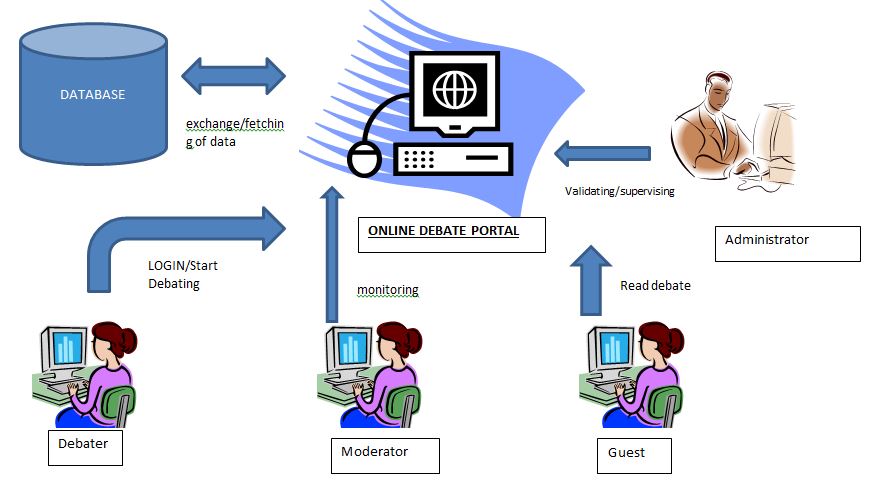 DATABASE
exchange/fetchin
g of data
Validating/supervising
ONLINE DEBATE PORTAL
Administrator
LOGIN/Start
Debating
monitoring
Read debate
Debater
Moderator
Guest